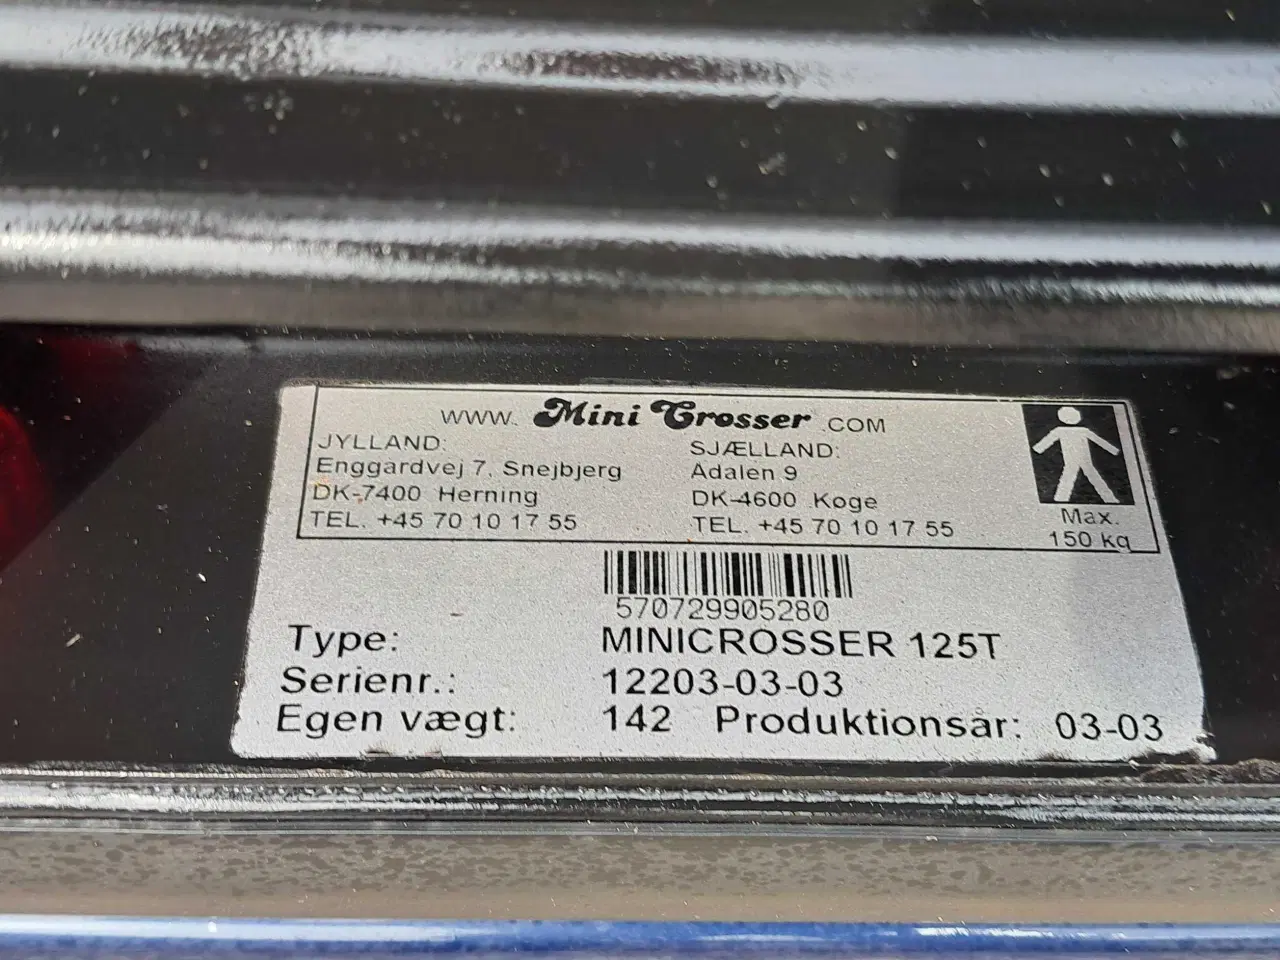 www. Mini Crosser .COM
JYLLAND:
Enggardvej 7, Snejbjerg
DK-7400 Herning
TEL. +45 70 10 17 55
SJÆLLAND:
Adalen 9
DK-4600 Køge
TEL. +45 70 10 17 55
Max.
150 kg
570729905280
Type: MINICROSSER 125T
Serienr.: 12203-03-03
Egen vægt: 142 Produktionsår: 03-03